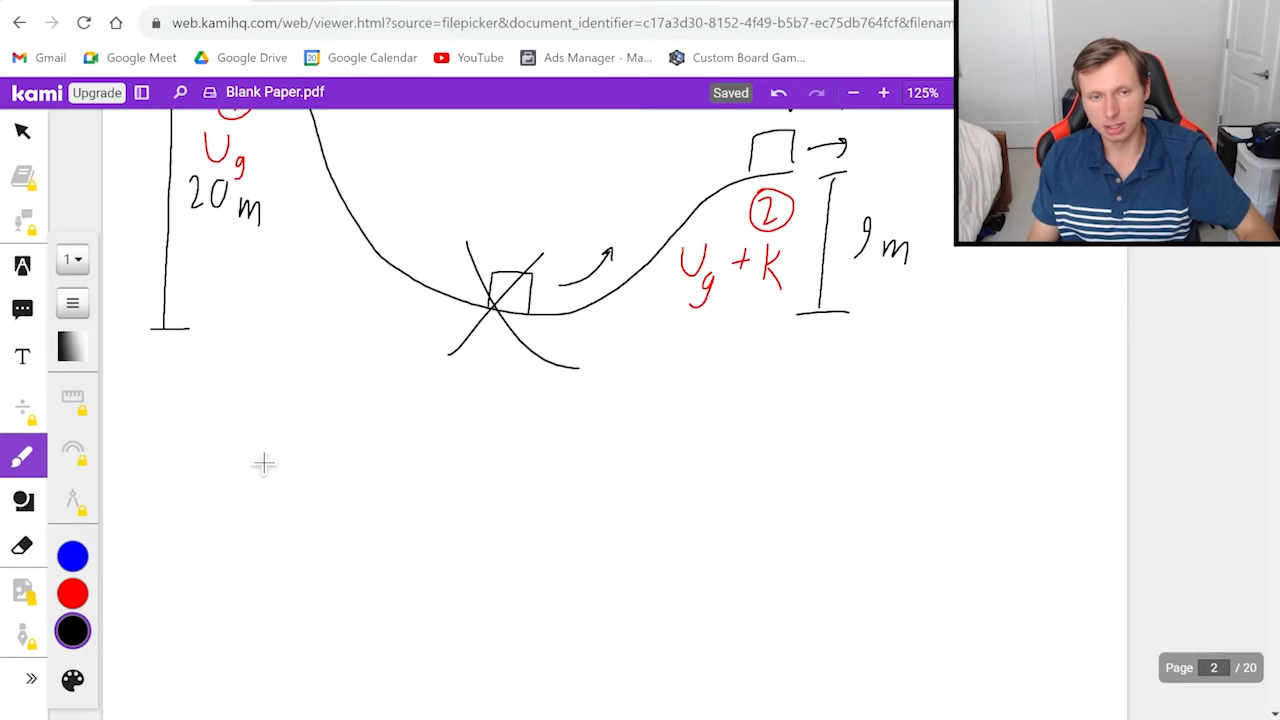 web.kamihq.com/web/viewer.html?source=filepicker&document_identifier=c17a3d30-8152-4f49-b5b7-ec75db764fcf&filenam
Gmail Google Meet Google Drive 20 Google Calendar YouTube Ads Manager - Ma... Custom Board Gam...
kami Upgrade Blank Paper.pdf Saved 125%
Ug
20 m
2
Ug + K
9 m
1
A
T
Page 2 / 20